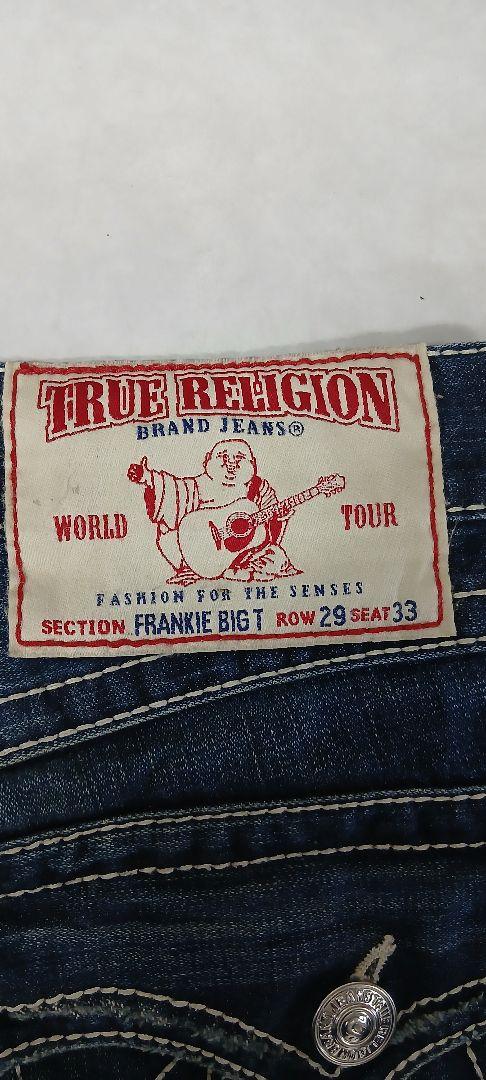 TRUE RELIGION
BRAND JEANS®
WORLD TOUR
FASHION FOR THE SENSES
SECTION FRANKIE BIG T ROW 29 SEAT 33